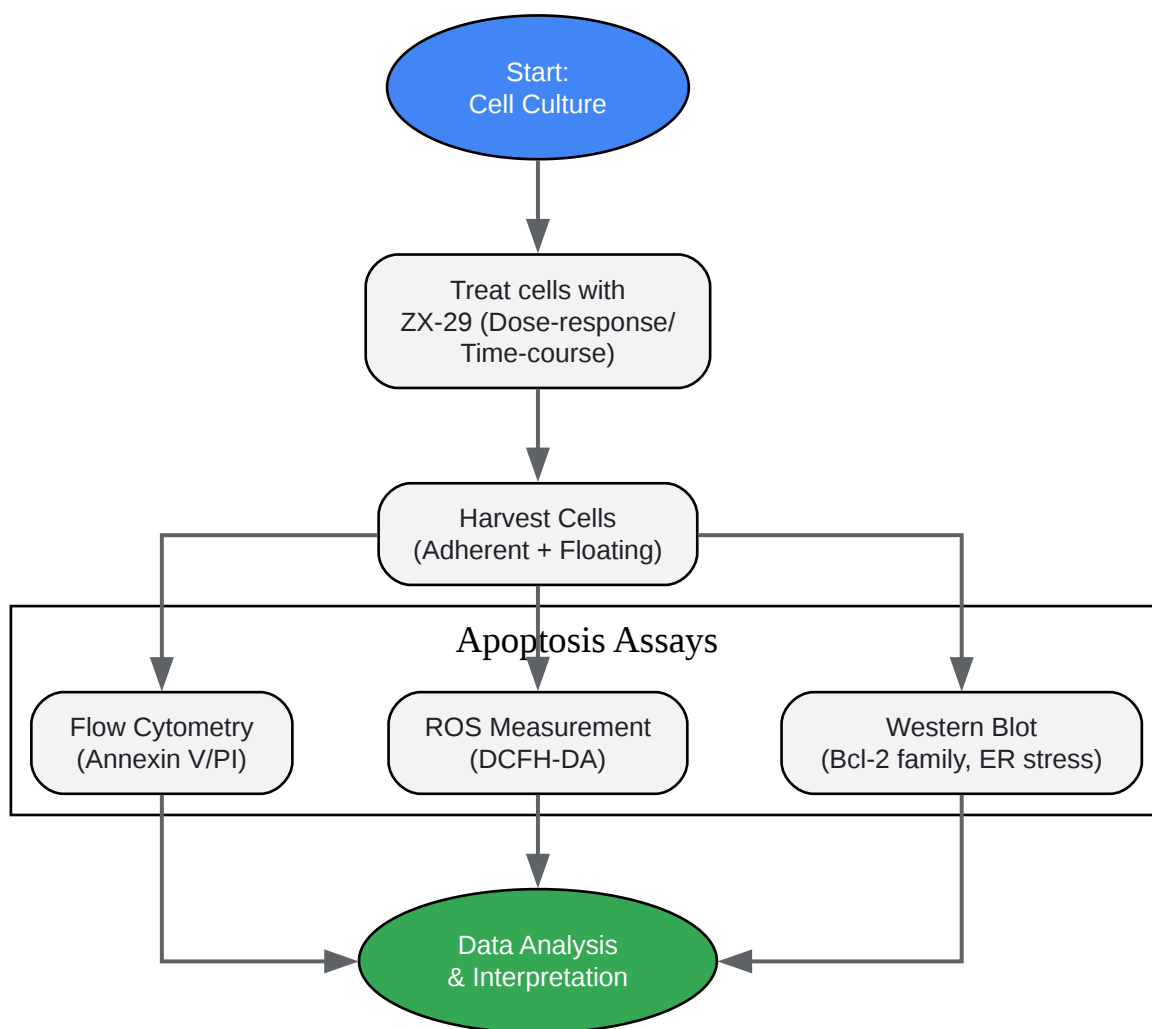 Start:
Cell Culture
Treat cells with
ZX-29 (Dose-response/
Time-course)
Harvest Cells
(Adherent + Floating)
Apoptosis Assays
Flow Cytometry
(Annexin V/PI)
ROS Measurement
(DCFH-DA)
Western Blot
(Bcl-2 family, ER stress)
Data Analysis
& Interpretation